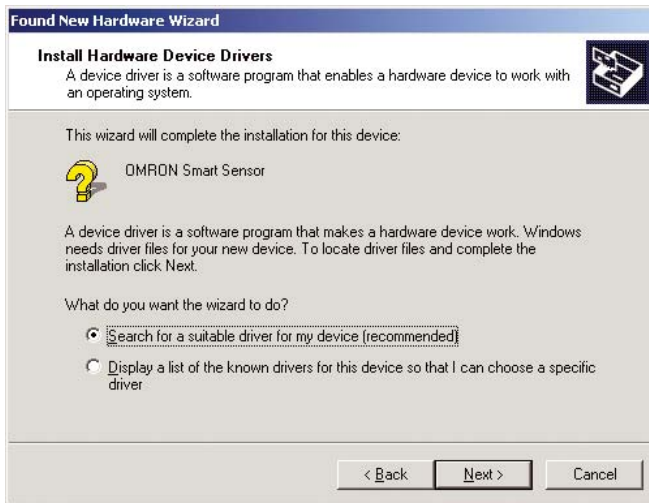 Found New Hardware Wizard
Install Hardware Device Drivers
A device driver is a software program that enables a hardware device to work with
an operating system.
This wizard will complete the installation for this device:
OMRON Smart Sensor
A device driver is a software program that makes a hardware device work. Windows
needs driver files for your new device. To locate driver files and complete the
installation click Next.
What do you want the wizard to do?
Search for a suitable driver for my device (recommended)
Display a list of the known drivers for this device so that I can choose a specific
driver
< Back Next > Cancel